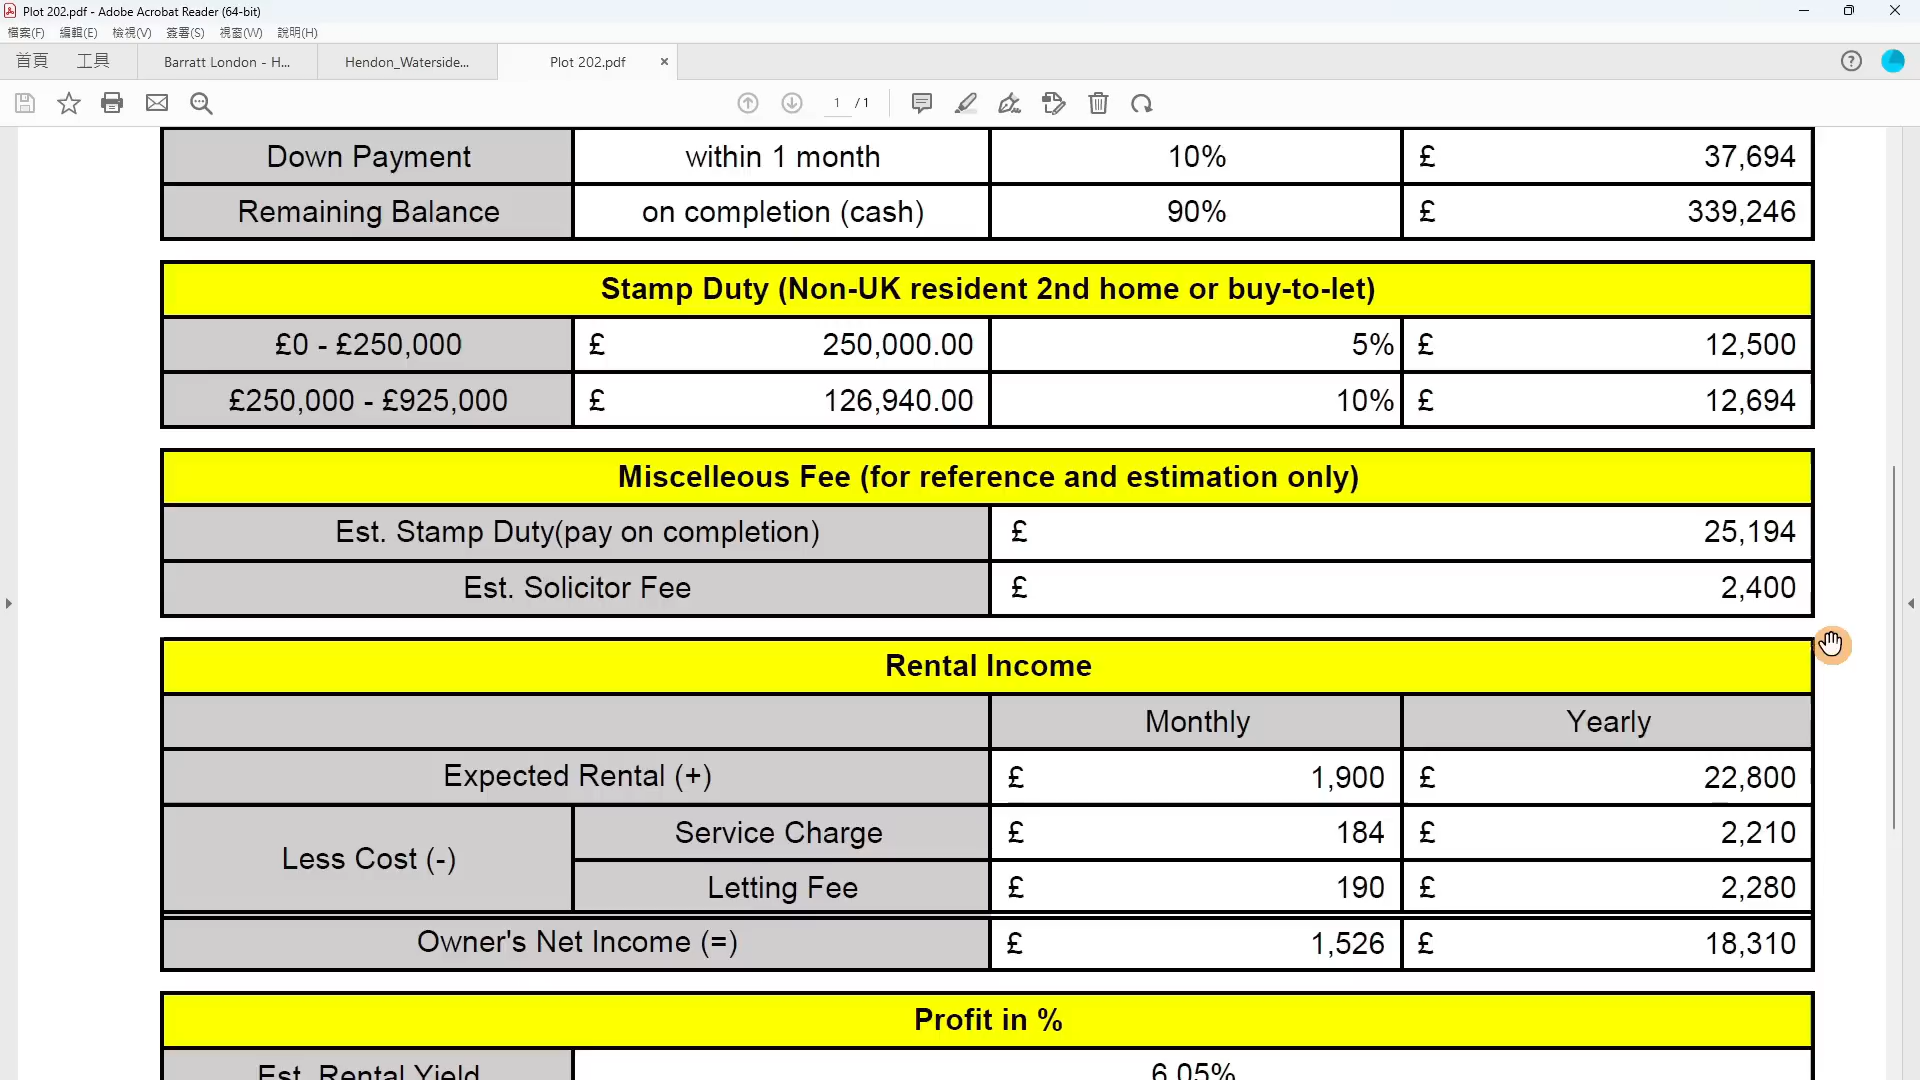 Plot 202.pdf - Adobe Acrobat Reader (64-bit)
檔案(F) 編輯(E) 檢視(V) 簽署(S) 視窗(W) 說明(H)
首頁 工具 Barratt London - H... Hendon_Waterside... Plot 202.pdf ×
1 / 1
Down Payment within 1 month 10% £ 37,694
Remaining Balance on completion (cash) 90% £ 339,246
Stamp Duty (Non-UK resident 2nd home or buy-to-let)
£0 - £250,000 £ 250,000.00 5% £ 12,500
£250,000 - £925,000 £ 126,940.00 10% £ 12,694
Miscelleous Fee (for reference and estimation only)
Est. Stamp Duty(pay on completion) £ 25,194
Est. Solicitor Fee £ 2,400
Rental Income
Monthly Yearly
Expected Rental (+) £ 1,900 £ 22,800
Less Cost (-) Service Charge £ 184 £ 2,210
Letting Fee £ 190 £ 2,280
Owner's Net Income (=) £ 1,526 £ 18,310
Profit in %
Est. Rental Yield 6.05%